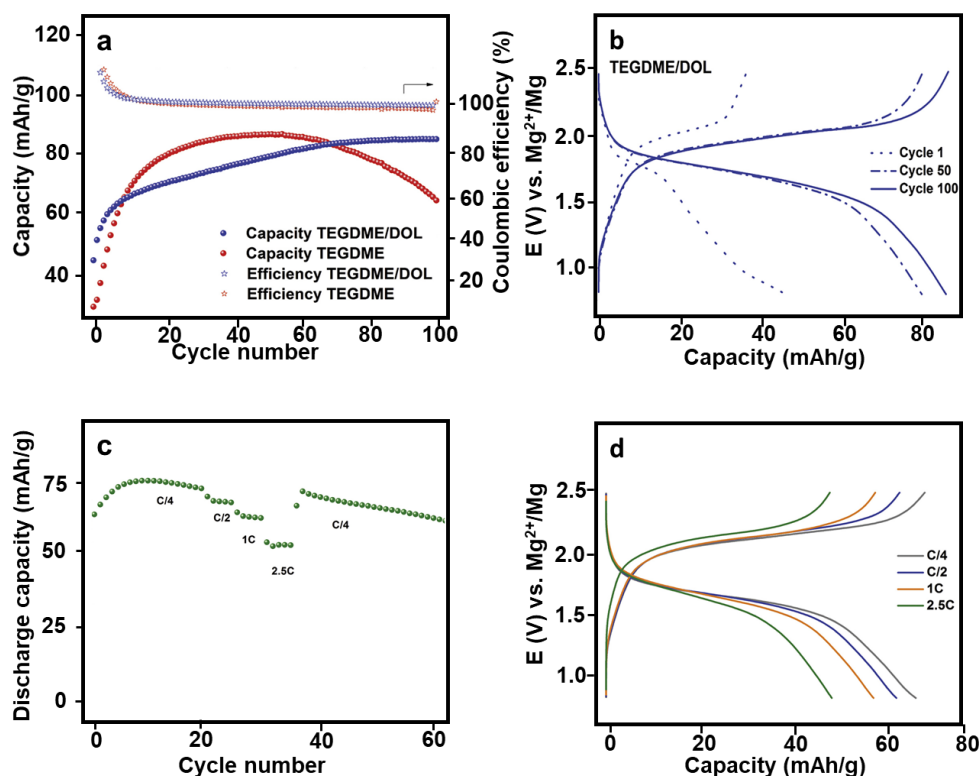 a
Capacity (mAh/g)
120
100
80
60
40
Coulombic efficiency (%)
100
80
60
40
20
Capacity TEGDME/DOL
Capacity TEGDME
Efficiency TEGDME/DOL
Efficiency TEGDME
0 20 40 60 80 100
Cycle number
b
TEGDME/DOL
E (V) vs. Mg²⁺/Mg
2.5
2.0
1.5
1.0
Cycle 1
Cycle 50
Cycle 100
0 20 40 60 80
Capacity (mAh/g)
c
Discharge capacity (mAh/g)
75
50
25
0
C/4
C/2
1C
2.5C
C/4
0 20 40 60
Cycle number
d
E (V) vs. Mg²⁺/Mg
2.5
2.0
1.5
1.0
C/4
C/2
1C
2.5C
0 20 40 60 80
Capacity (mAh/g)